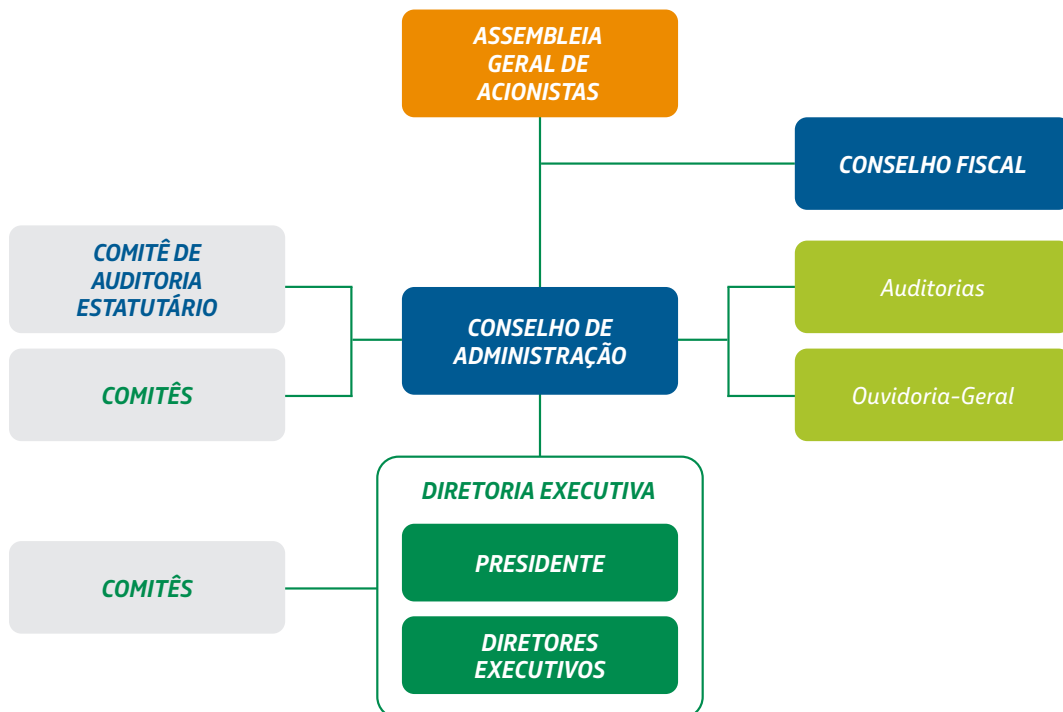 ASSEMBLEIA
GERAL DE
ACIONISTAS
CONSELHO FISCAL
COMITÊ DE
AUDITORIA
ESTATUTÁRIO
Auditorias
CONSELHO DE
ADMINISTRAÇÃO
COMITÊS
Ouvidoria-Geral
DIRETORIA EXECUTIVA
PRESIDENTE
COMITÊS
DIRETORES
EXECUTIVOS